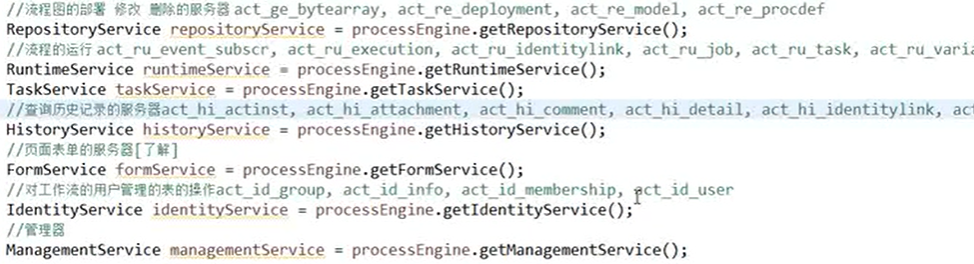 //流程图的部署 修改 删除的服务器 act_ge_bytearray, act_re_deployment, act_re_model, act_re_procdef
RepositoryService repositoryService = processEngine.getRepositoryService();
//流程的运行 act_ru_event_subscr, act_ru_execution, act_ru_identitylink, act_ru_job, act_ru_task, act_ru_varia
RuntimeService runtimeService = processEngine.getRuntimeService();
TaskService taskService = processEngine.getTaskService();
//查询历史记录的服务器act_hi_actinst, act_hi_attachment, act_hi_comment, act_hi_detail, act_hi_identitylink, act
HistoryService historyService = processEngine.getHistoryService();
//页面表单的服务器[了解]
FormService formService = processEngine.getFormService();
//对工作流的用户管理的表的操作act_id_group, act_id_info, act_id_membership, act_id_user
IdentityService identityService = processEngine.getIdentityService();
//管理器
ManagementService managementService = processEngine.getManagementService();